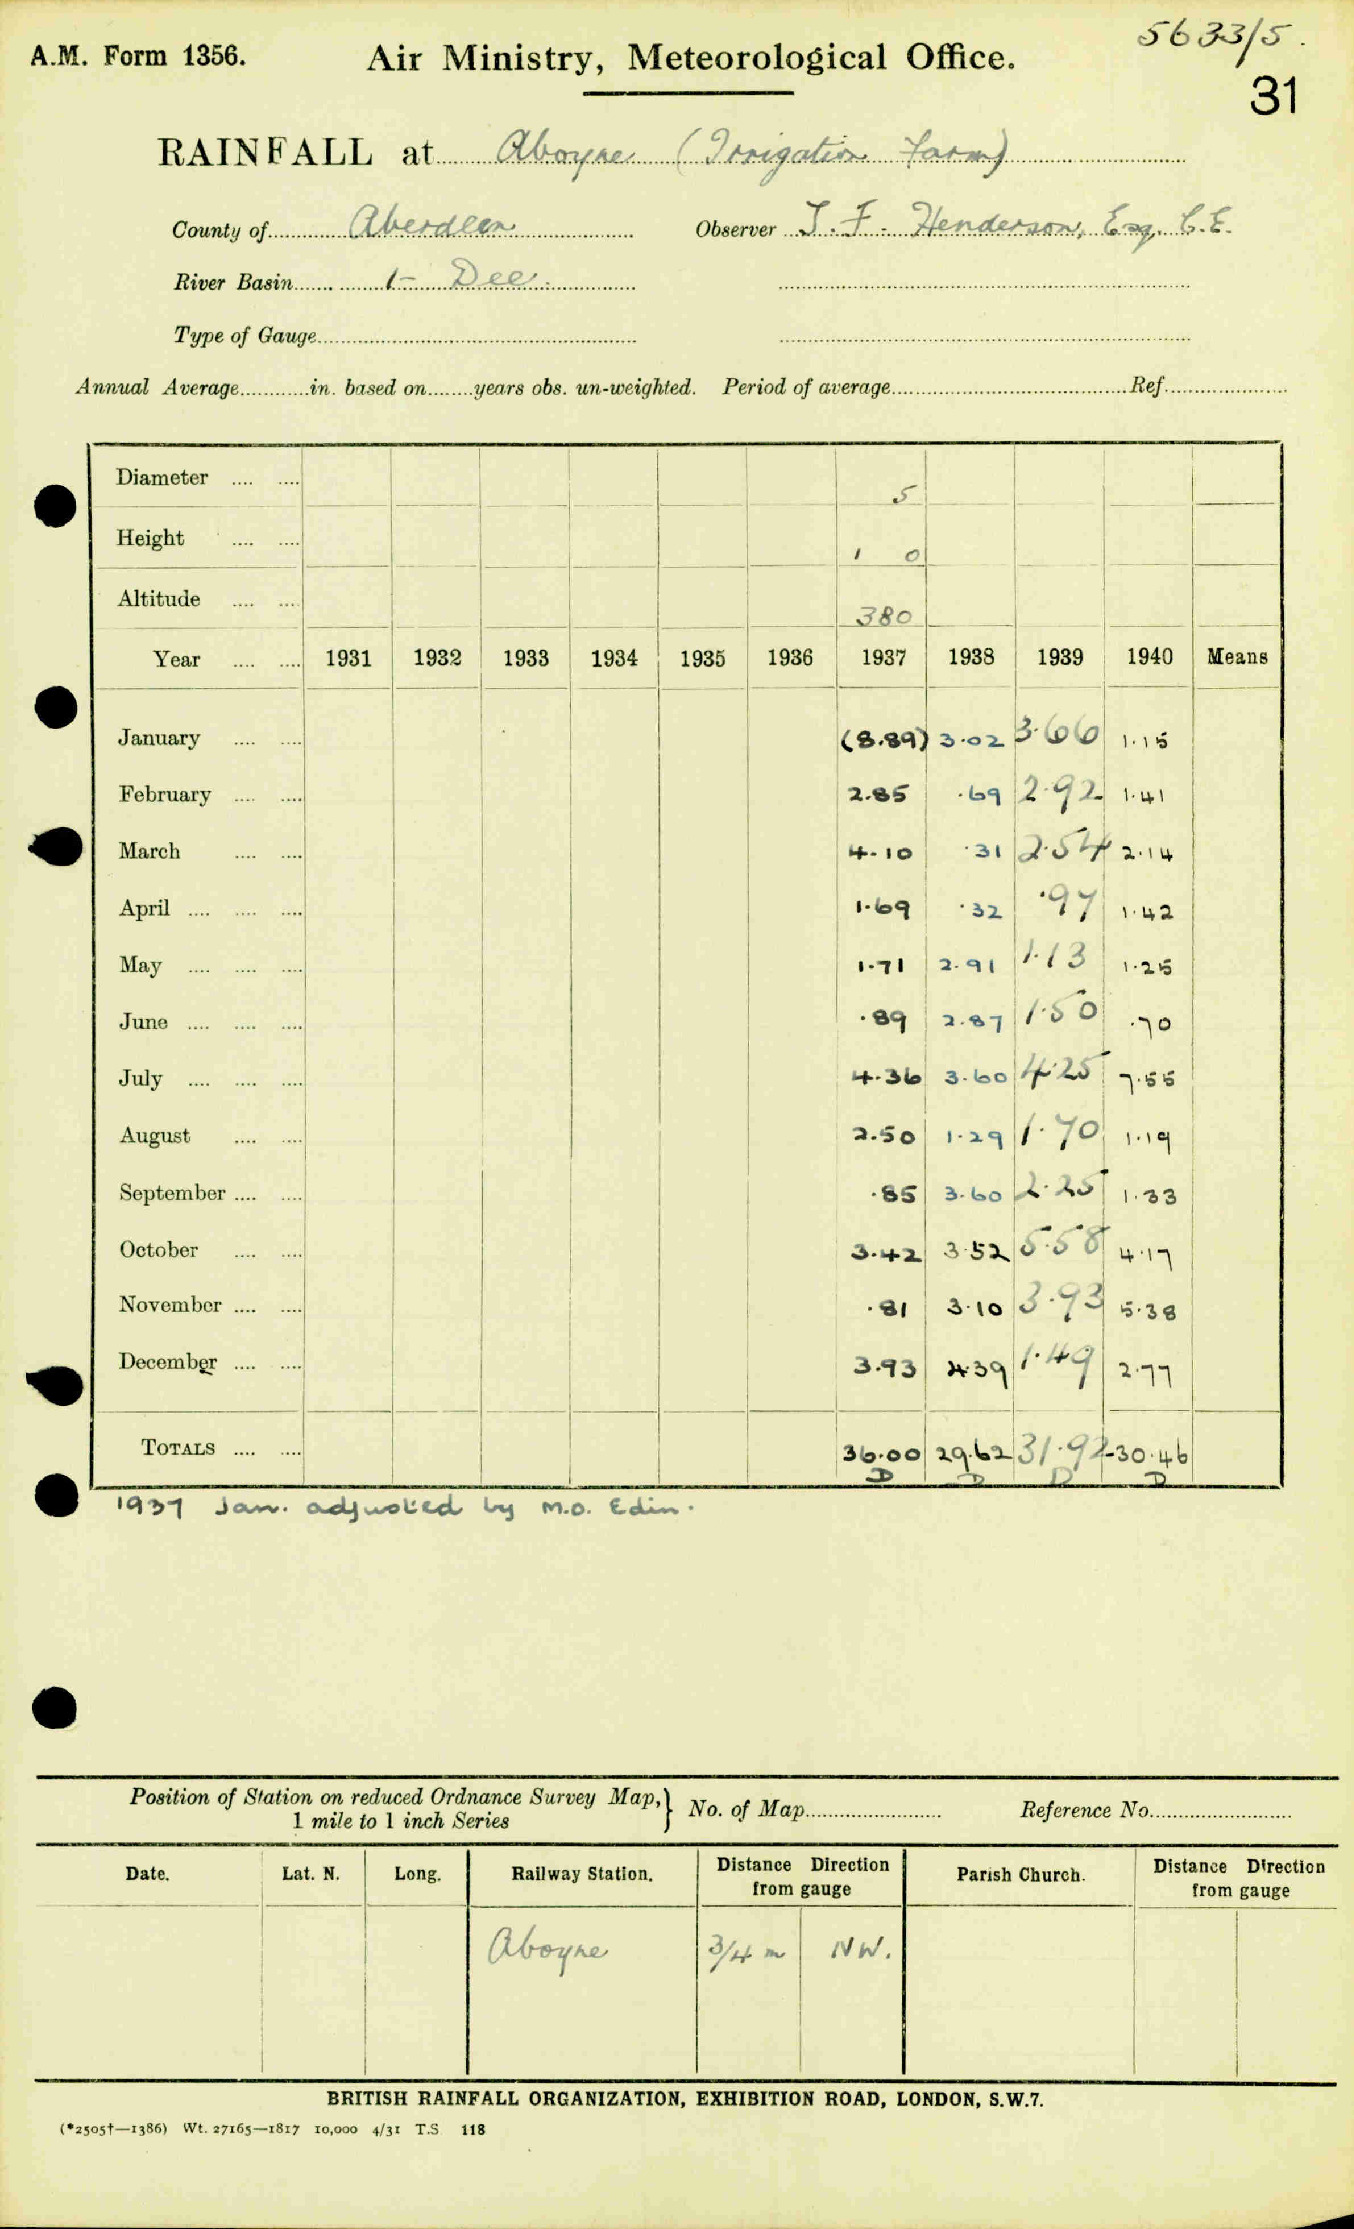 5633/5.
A.M. Form 1356. Air Ministry, Meteorological Office.
31
RAINFALL at Aboyne (Irrigation Farm)
County of Aberdeen Observer J. F. Henderson, Esq. C.E.
River Basin 1- Dee.
Type of Gauge
Annual Average in. based on years obs. un-weighted. Period of average Ref.
Diameter 5
Height 1 0
Altitude 380
Year 1931 1932 1933 1934 1935 1936 1937 1938 1939 1940 Means
January (8.89) 3.02 3.66 1.15
February 2.85 .69 2.92 1.41
March 4.10 .31 2.54 2.14
April 1.69 .32 .97 1.42
May 1.71 2.91 1.13 1.25
June .89 2.87 1.50 .70
July 4.36 3.60 4.25 7.55
August 2.50 1.29 1.70 1.19
September .85 3.60 2.25 1.33
October 3.42 3.52 5.58 4.17
November .81 3.10 3.93 5.38
December 3.93 4.39 1.49 2.77
TOTALS 36.00 29.62 31.92 30.46
D D D D
1937 Jan. adjusted by M.O. Edin.
Position of Station on reduced Ordnance Survey Map, 1 mile to 1 inch Series } No. of Map Reference No.
Date. Lat. N. Long. Railway Station. Distance Direction from gauge Parish Church. Distance Direction from gauge
Aboyne 3/4 m NW.
BRITISH RAINFALL ORGANIZATION, EXHIBITION ROAD, LONDON, S.W.7.
(*2505†—1386) Wt. 27165—1817 10,000 4/31 T.S 118